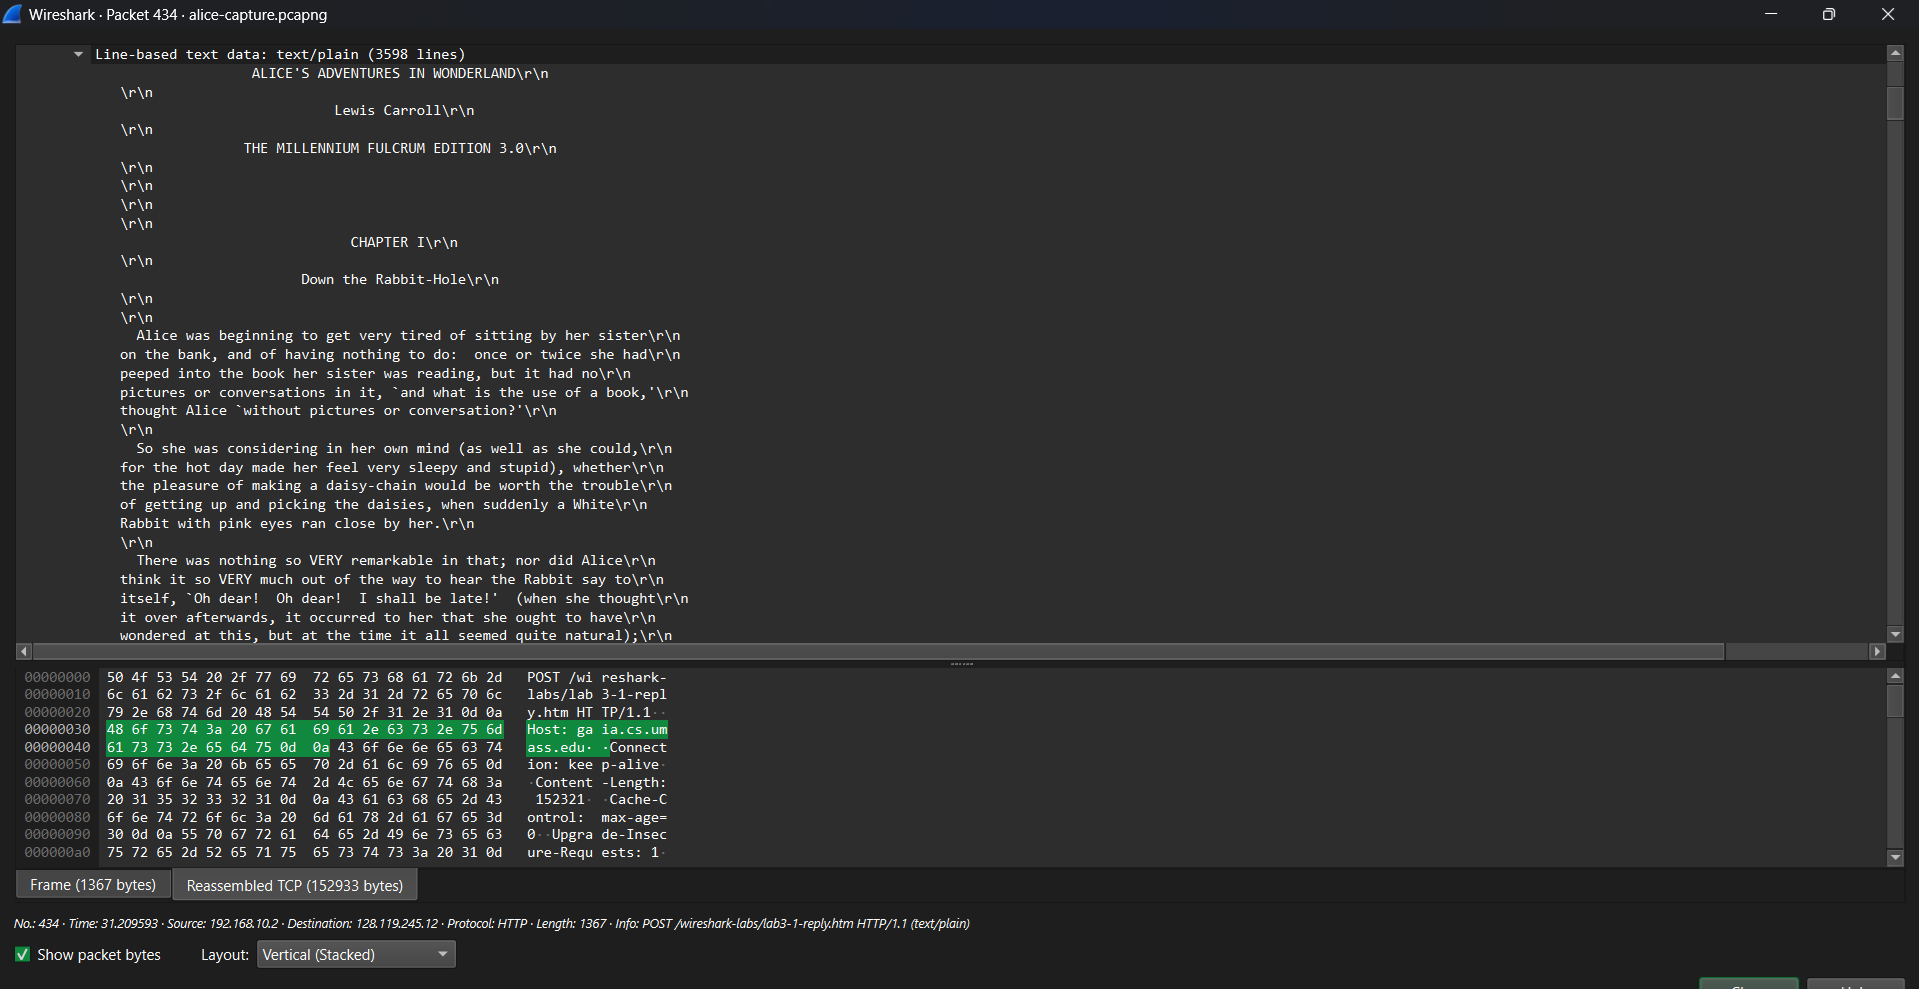 Wireshark · Packet 434 · alice-capture.pcapng
Line-based text data: text/plain (3598 lines)
ALICE'S ADVENTURES IN WONDERLAND\r\n
\r\n
Lewis Carroll\r\n
\r\n
THE MILLENNIUM FULCRUM EDITION 3.0\r\n
\r\n
\r\n
\r\n
\r\n
CHAPTER I\r\n
\r\n
Down the Rabbit-Hole\r\n
\r\n
\r\n
Alice was beginning to get very tired of sitting by her sister\r\n
on the bank, and of having nothing to do:  once or twice she had\r\n
peeped into the book her sister was reading, but it had no\r\n
pictures or conversations in it, `and what is the use of a book,'\r\n
thought Alice `without pictures or conversation?'\r\n
\r\n
So she was considering in her own mind (as well as she could,\r\n
for the hot day made her feel very sleepy and stupid), whether\r\n
the pleasure of making a daisy-chain would be worth the trouble\r\n
of getting up and picking the daisies, when suddenly a White\r\n
Rabbit with pink eyes ran close by her.\r\n
\r\n
There was nothing so VERY remarkable in that; nor did Alice\r\n
think it so VERY much out of the way to hear the Rabbit say to\r\n
itself, `Oh dear!  Oh dear!  I shall be late!'  (when she thought\r\n
it over afterwards, it occurred to her that she ought to have\r\n
wondered at this, but at the time it all seemed quite natural);\r\n
00000000 50 4f 53 54 20 2f 77 69 72 65 73 68 61 72 6b 2d POST /wi reshark-
00000010 6c 61 62 73 2f 6c 61 62 33 2d 31 2d 72 65 70 6c labs/lab 3-1-repl
00000020 79 2e 68 74 6d 20 48 54 54 50 2f 31 2e 31 0d 0a y.htm HT TP/1.1··
00000030 48 6f 73 74 3a 20 67 61 69 61 2e 63 73 2e 75 6d Host: ga ia.cs.um
00000040 61 73 73 2e 65 64 75 0d 0a 43 6f 6e 6e 65 63 74 ass.edu· ·Connect
00000050 69 6f 6e 3a 20 6b 65 65 70 2d 61 6c 69 76 65 0d ion: kee p-alive·
00000060 0a 43 6f 6e 74 65 6e 74 2d 4c 65 6e 67 74 68 3a ·Content -Length:
00000070 20 31 35 32 33 32 31 0d 0a 43 61 63 68 65 2d 43 152321· ·Cache-C
00000080 6f 6e 74 72 6f 6c 3a 20 6d 61 78 2d 61 67 65 3d ontrol: max-age=
00000090 30 0d 0a 55 70 67 72 61 64 65 2d 49 6e 73 65 63 0··Upgra de-Insec
000000a0 75 72 65 2d 52 65 71 75 65 73 74 73 3a 20 31 0d ure-Requ ests: 1·
Frame (1367 bytes) Reassembled TCP (152933 bytes)
No.: 434 · Time: 31.209593 · Source: 192.168.10.2 · Destination: 128.119.245.12 · Protocol: HTTP · Length: 1367 · Info: POST /wireshark-labs/lab3-1-reply.htm HTTP/1.1 (text/plain)
Show packet bytes Layout: Vertical (Stacked)